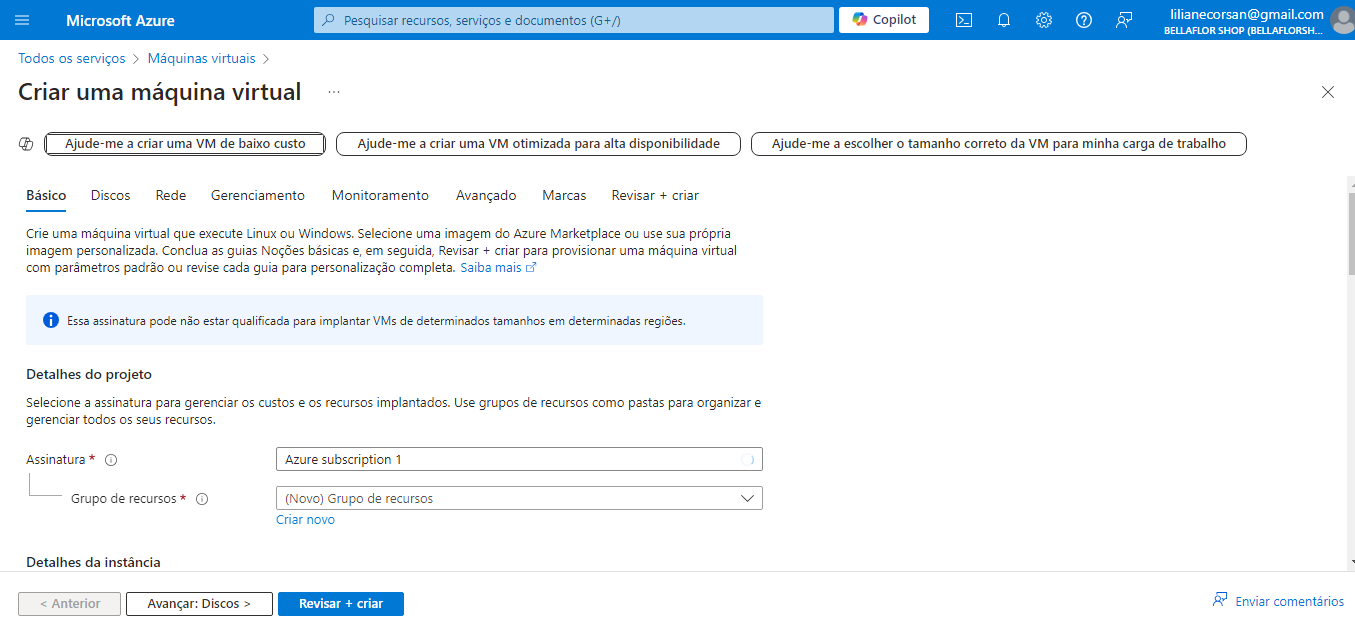 Microsoft Azure
Pesquisar recursos, serviços e documentos (G+/)
Copilot
lilianecorsan@gmail.com
BELLAFLOR SHOP (BELLAFLORSH...
Todos os serviços > Máquinas virtuais >
Criar uma máquina virtual ...
Ajude-me a criar uma VM de baixo custo
Ajude-me a criar uma VM otimizada para alta disponibilidade
Ajude-me a escolher o tamanho correto da VM para minha carga de trabalho
Básico Discos Rede Gerenciamento Monitoramento Avançado Marcas Revisar + criar
Crie uma máquina virtual que execute Linux ou Windows. Selecione uma imagem do Azure Marketplace ou use sua própria
imagem personalizada. Conclua as guias Noções básicas e, em seguida, Revisar + criar para provisionar uma máquina virtual
com parâmetros padrão ou revise cada guia para personalização completa. Saiba mais
Essa assinatura pode não estar qualificada para implantar VMs de determinados tamanhos em determinadas regiões.
Detalhes do projeto
Selecione a assinatura para gerenciar os custos e os recursos implantados. Use grupos de recursos como pastas para organizar e
gerenciar todos os seus recursos.
Assinatura * Azure subscription 1
Grupo de recursos * (Novo) Grupo de recursos
Criar novo
Detalhes da instância
< Anterior
Avançar: Discos >
Revisar + criar
Enviar comentários